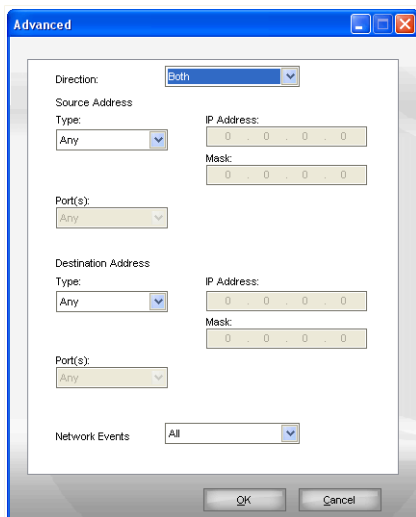 Advanced
Direction: Both
Source Address
Type: IP Address:
Any 0 . 0 . 0 . 0
Mask:
0 . 0 . 0 . 0
Port(s):
Any
Destination Address
Type: IP Address:
Any 0 . 0 . 0 . 0
Mask:
0 . 0 . 0 . 0
Port(s):
Any
Network Events All
OK Cancel